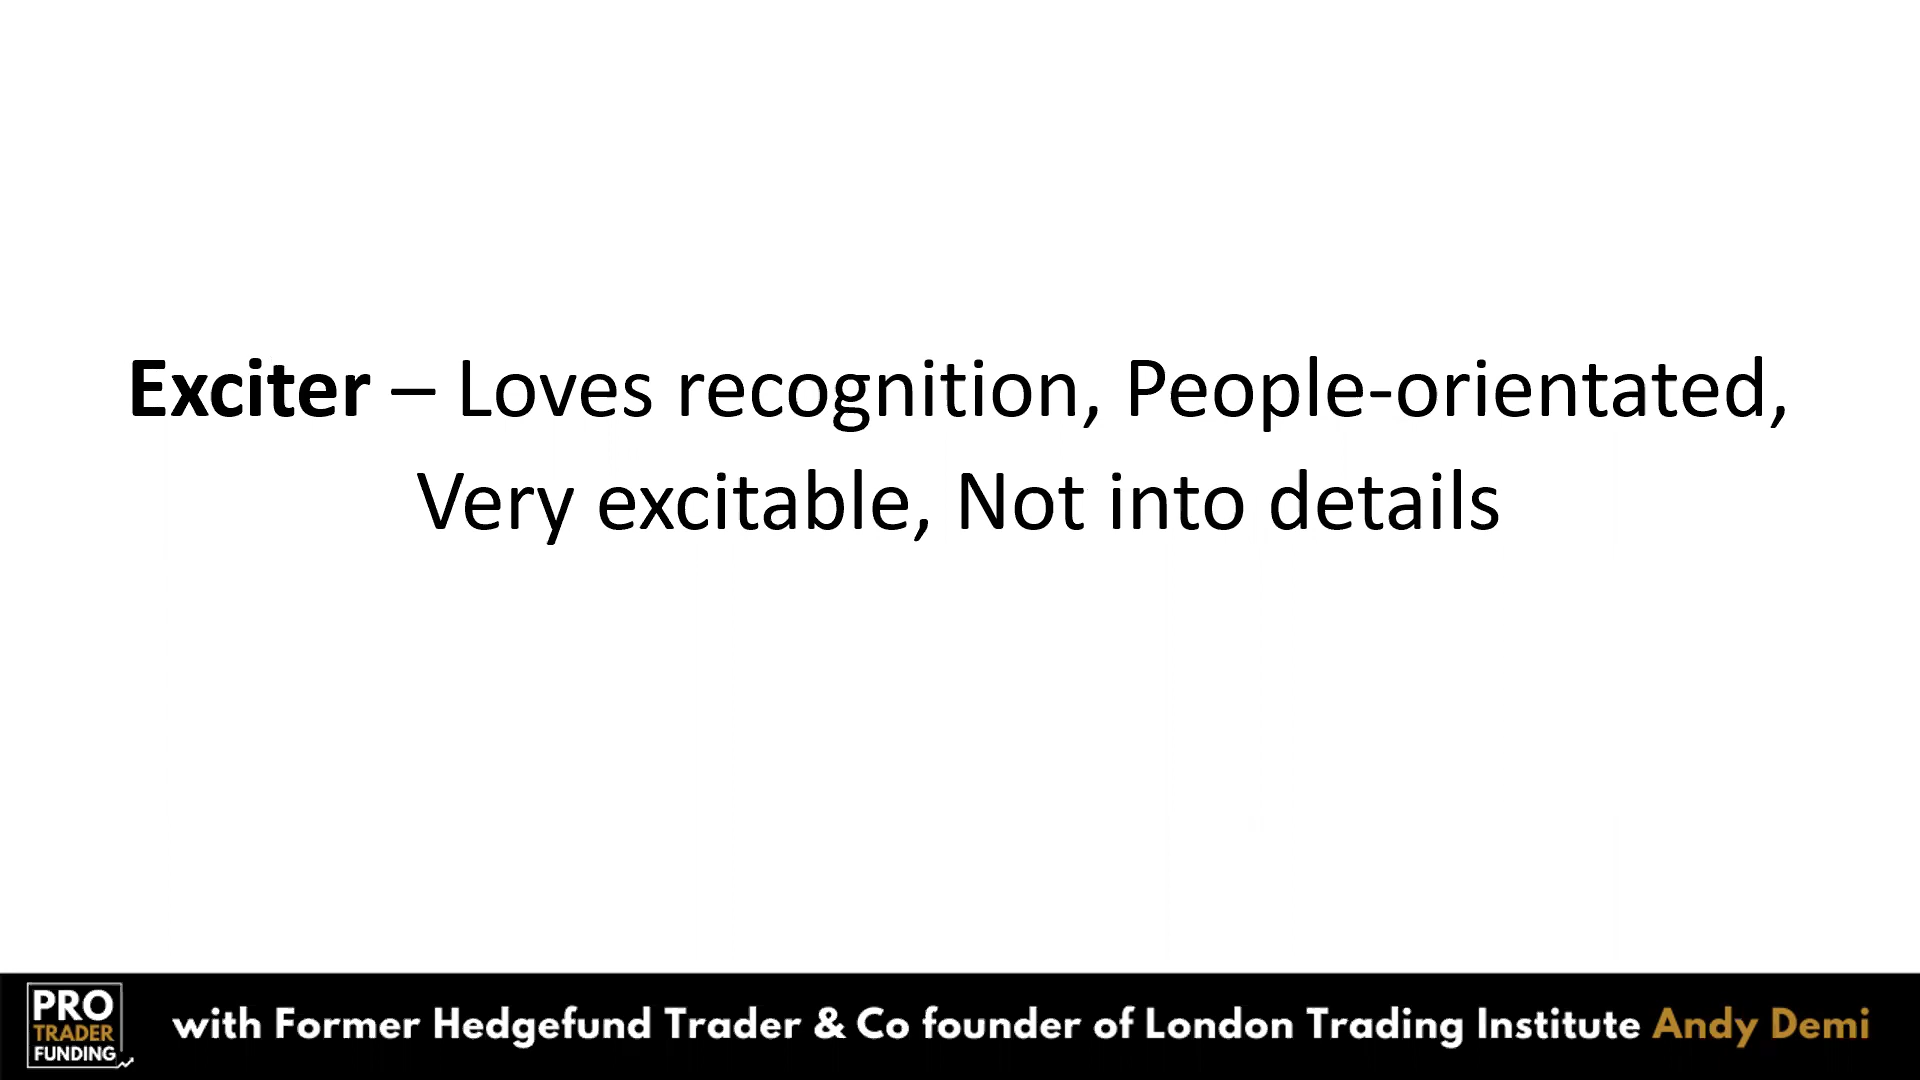 Exciter – Loves recognition, People-orientated,
Very excitable, Not into details
PRO
TRADER
FUNDING
with Former Hedgefund Trader & Co founder of London Trading Institute Andy Demi